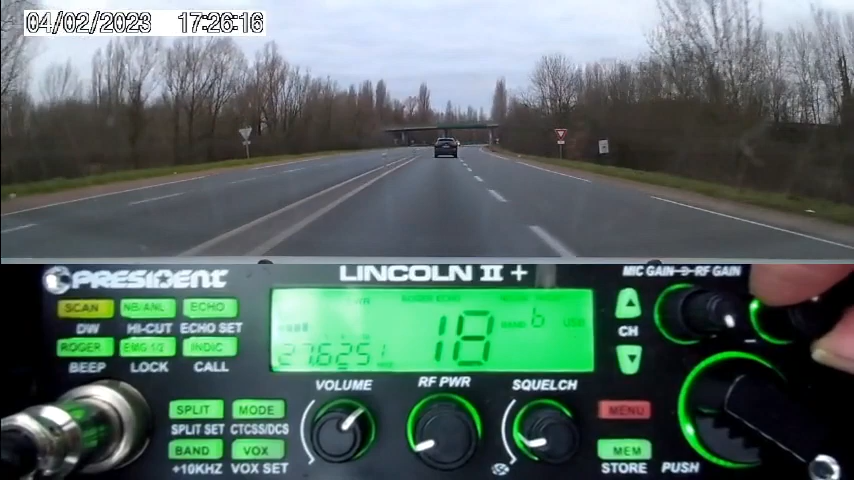 04/02/2023 17:26:16
PRESIDENT LINCOLN II + MIC GAIN RF GAIN
SCAN NB/ANL ECHO
DW HI-CUT ECHO SET
ROGER EMG 1/2 INDIC
BEEP LOCK CALL
18 BAND b USB
27.6251
CH
VOLUME RF PWR SQUELCH
SPLIT MODE MENU
SPLIT SET CTCSS/DCS
BAND VOX MEM
+10KHZ VOX SET STORE PUSH